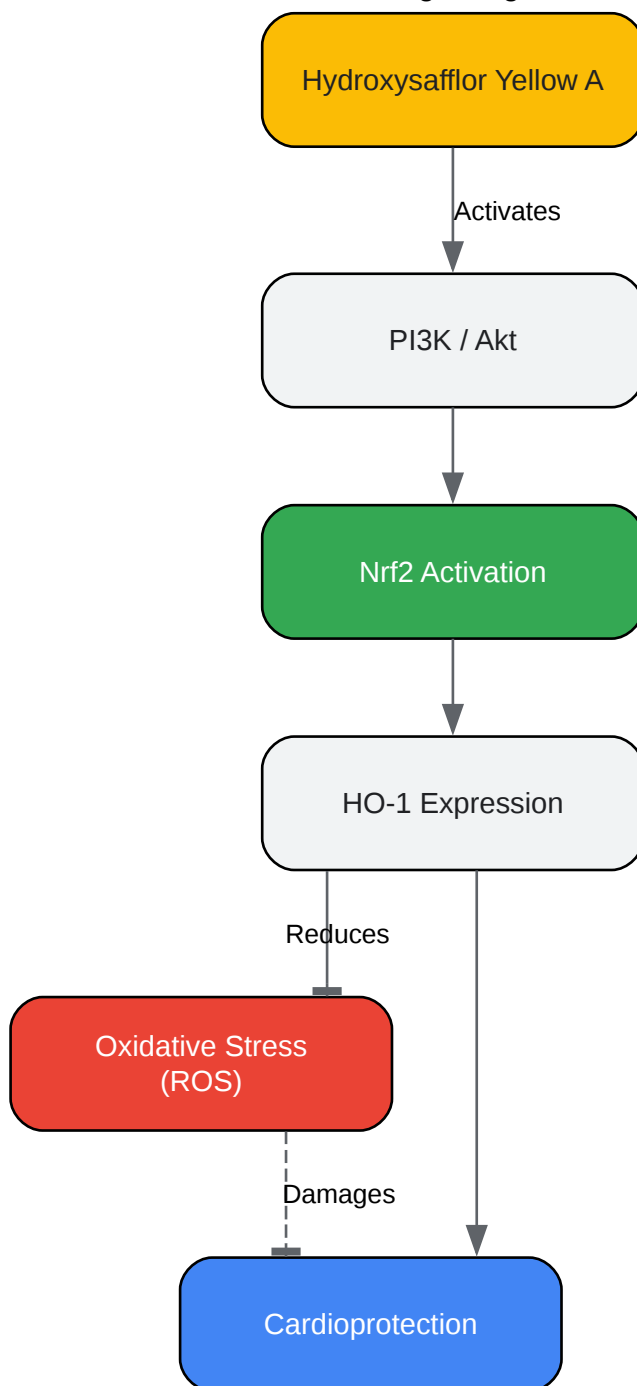 Hydroxysafflor Yellow A
Activates
PI3K / Akt
Nrf2 Activation
HO-1 Expression
Reduces
Oxidative Stress
(ROS)
Damages
Cardioprotection